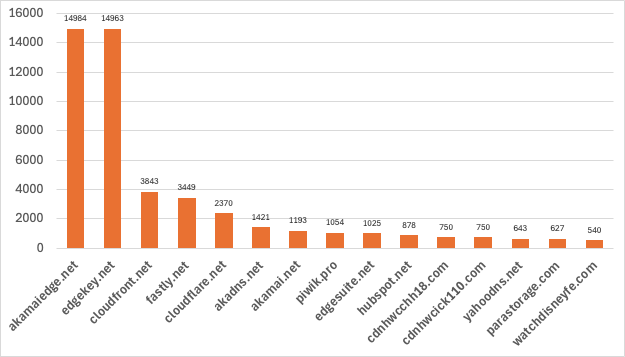 16000
14000
12000
10000
8000
6000
4000
2000
0
14984
14963
3843
3449
2370
1421
1193
1054
1025
878
750
750
643
627
540
akamaiedge.net
edgekey.net
cloudfront.net
fastly.net
cloudflare.net
akadns.net
akamai.net
piwik.pro
edgesuite.net
hubspot.net
cdnhwcchh18.com
cdnhwcick110.com
yahoodns.net
parastorage.com
watchdisneyfe.com